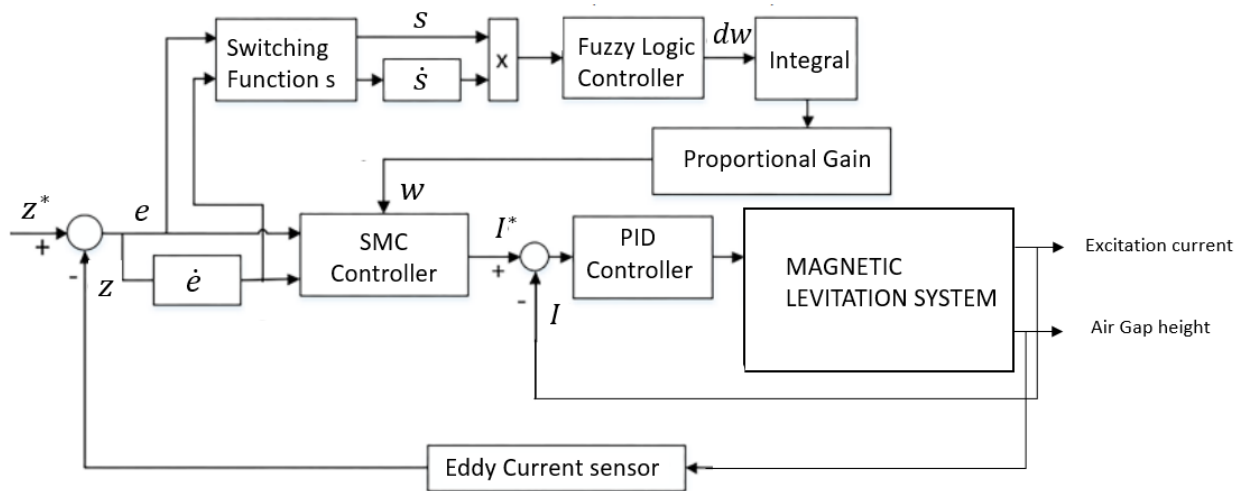 s
Switching
Function s
ṡ
x
Fuzzy Logic
Controller
dw
Integral
Proportional Gain
w
z*
+
-
e
z
ė
SMC
Controller
I*
+
-
I
PID
Controller
MAGNETIC
LEVITATION SYSTEM
Excitation current
Air Gap height
Eddy Current sensor